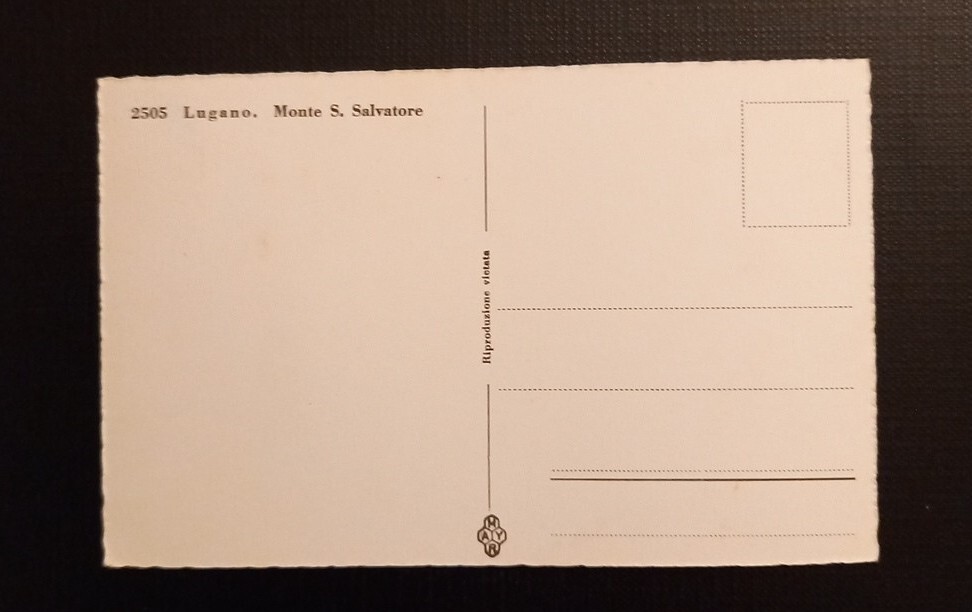 2505 Lugano. Monte S. Salvatore
Riproduzione vietata
M
A Y
R